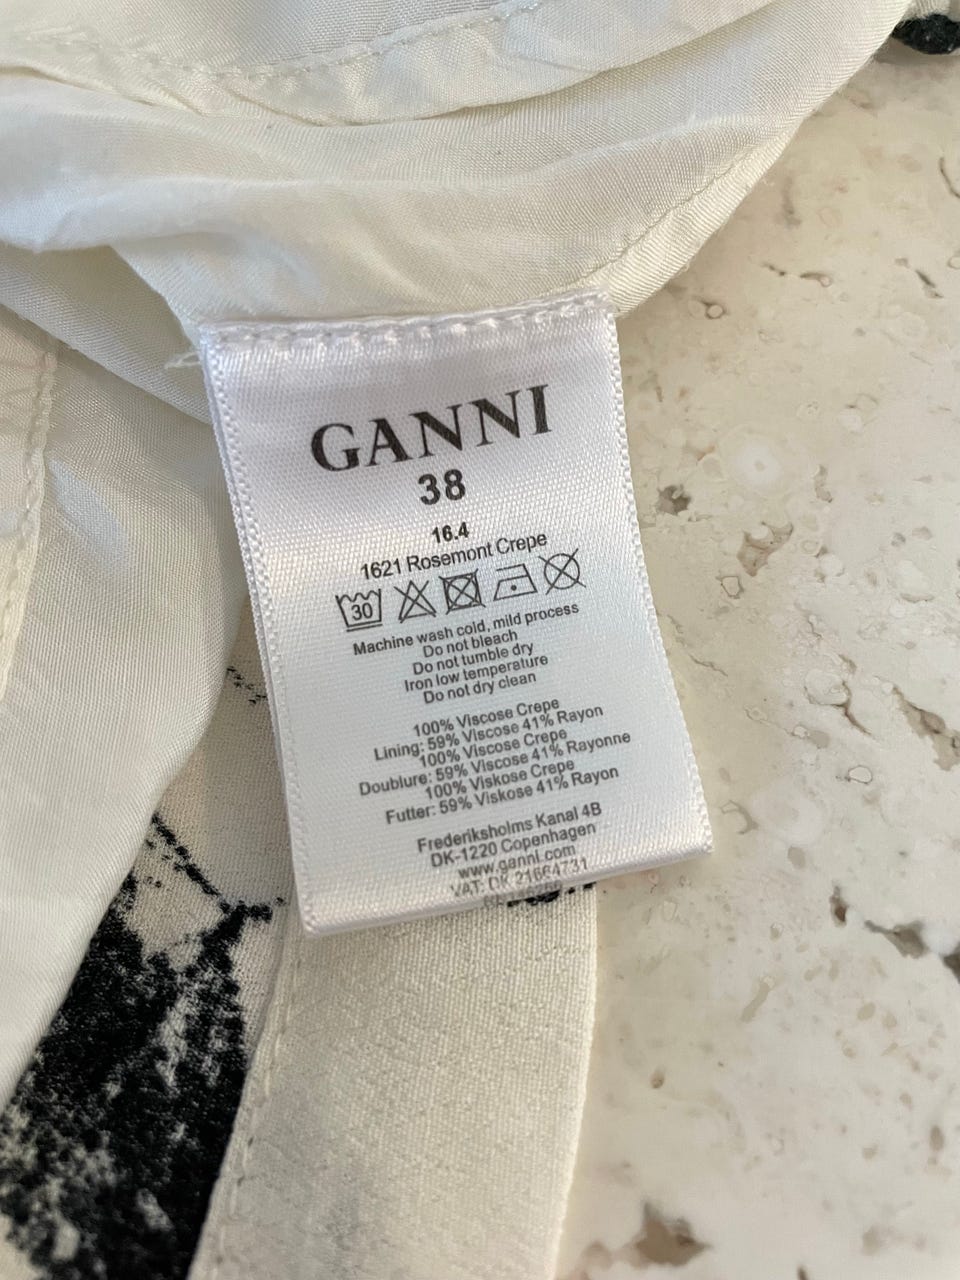 GANNI
38
16.4
1621 Rosemont Crepe
30
Machine wash cold, mild process
Do not bleach
Do not tumble dry
Iron low temperature
Do not dry clean
100% Viscose Crepe
Lining: 59% Viscose 41% Rayon
100% Viscose Crepe
Doublure: 59% Viscose 41% Rayonne
100% Viskose Crepe
Futter: 59% Viskose 41% Rayon
Frederiksholms Kanal 4B
DK-1220 Copenhagen
www.ganni.com
VAT: DK 21664731